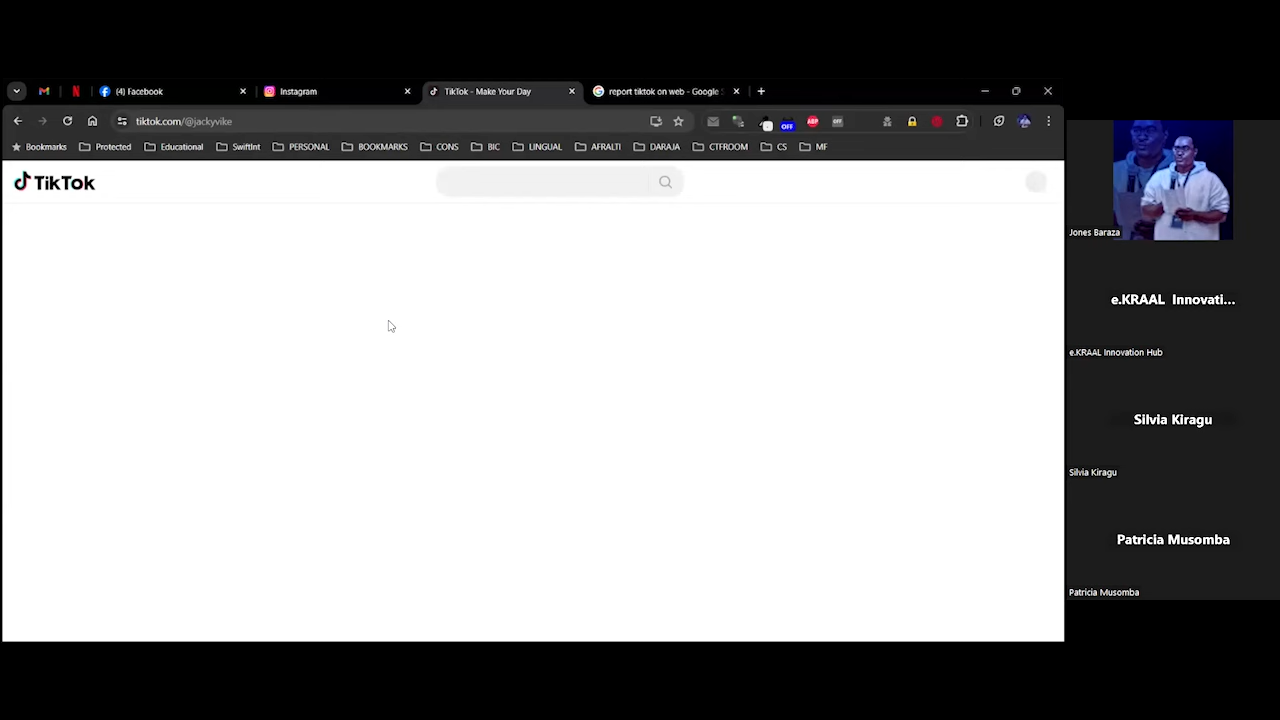 (4) Facebook
Instagram
TikTok - Make Your Day
report tiktok on web - Google S
tiktok.com/@jackyvike
OFF
ABP
Bookmarks
Protected
Educational
SwiftInt
PERSONAL
BOOKMARKS
CONS
BIC
LINGUAL
AFRALTI
DARAJA
CTFROOM
CS
MF
TikTok
Jones Baraza
e.KRAAL Innovati...
e.KRAAL Innovation Hub
Silvia Kiragu
Silvia Kiragu
Patricia Musomba
Patricia Musomba